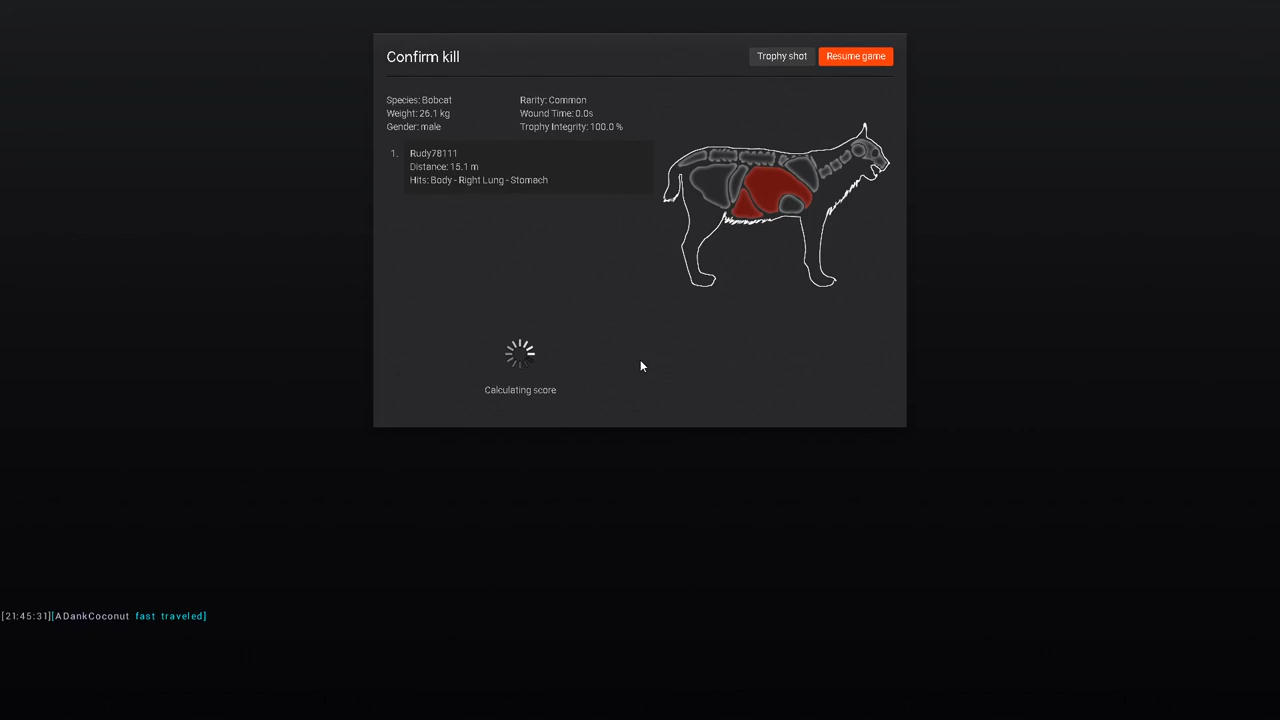 Confirm kill
Trophy shot
Resume game
Species: Bobcat
Weight: 26.1 kg
Gender: male
Rarity: Common
Wound Time: 0.0s
Trophy Integrity: 100.0 %
1. Rudy78111
Distance: 15.1 m
Hits: Body - Right Lung - Stomach
Calculating score
[21:45:31][ADankCoconut fast traveled]